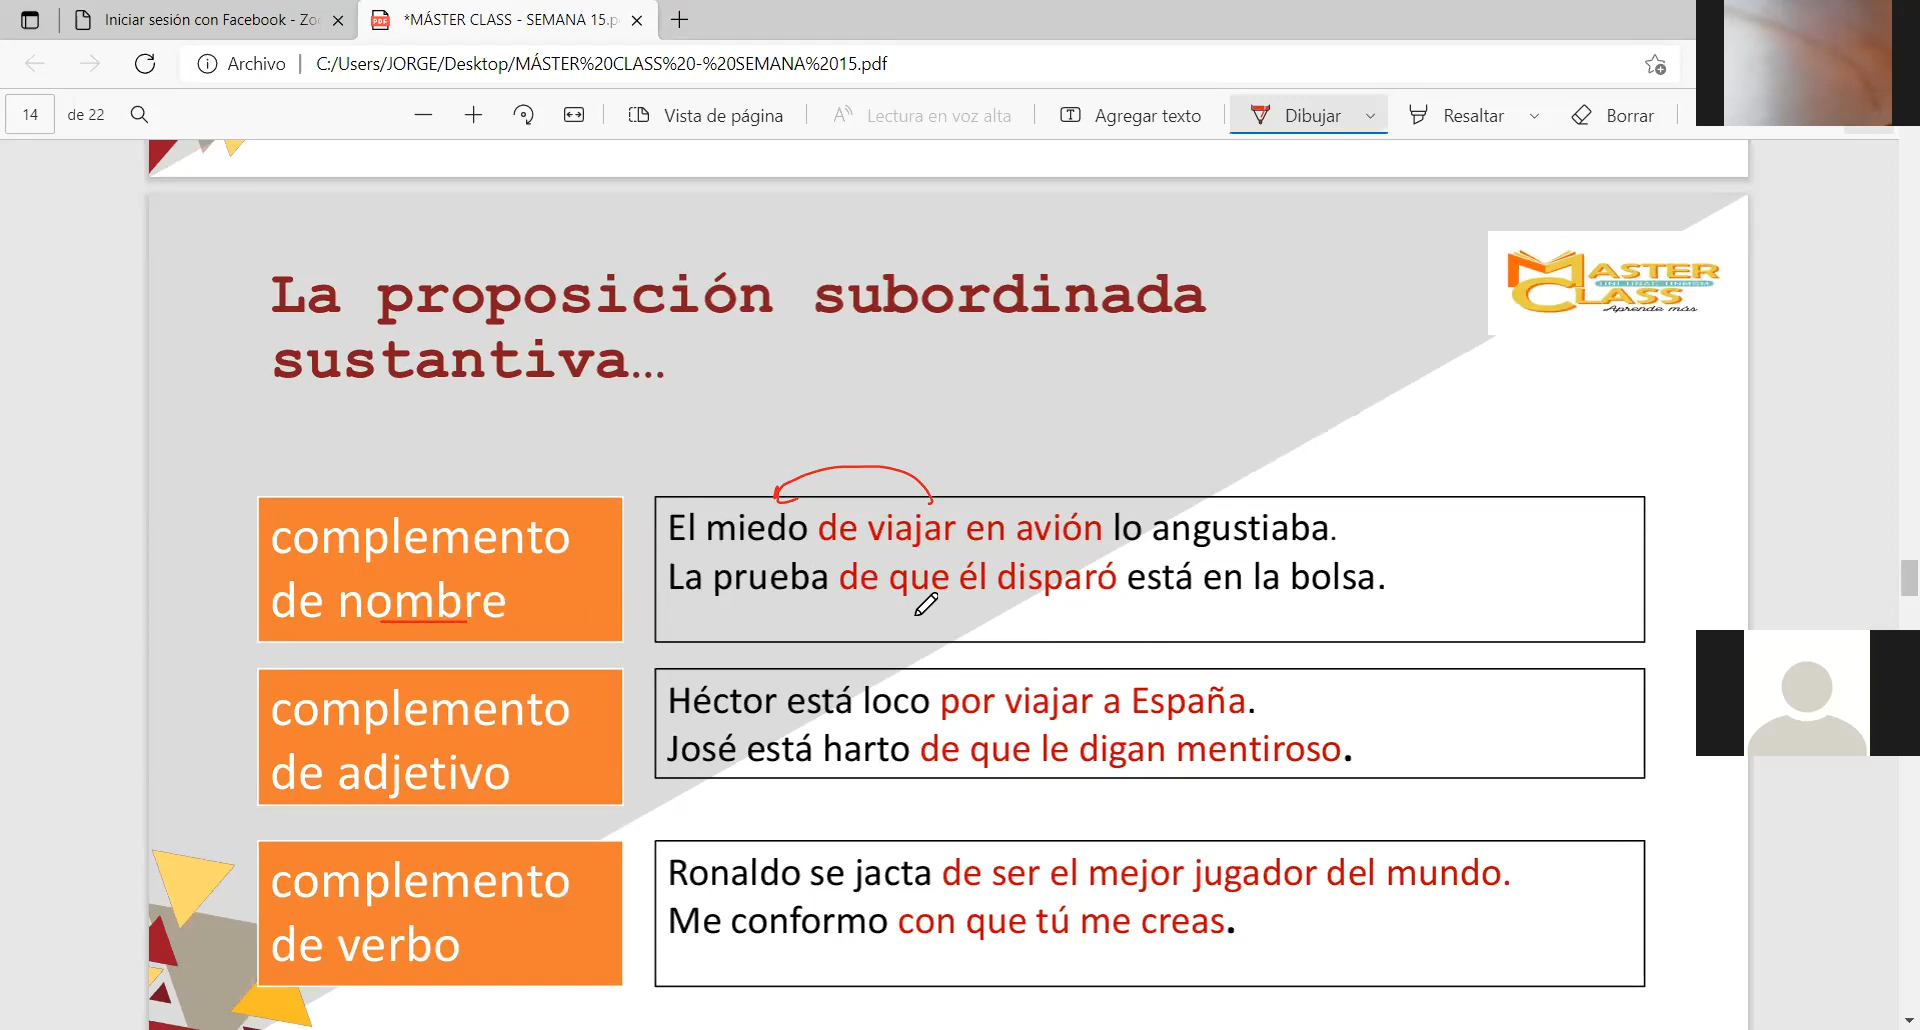 Iniciar sesión con Facebook - Zo
*MÁSTER CLASS - SEMANA 15.p
Archivo | C:/Users/JORGE/Desktop/MÁSTER%20CLASS%20-%20SEMANA%2015.pdf
14 de 22
Vista de página
Lectura en voz alta
Agregar texto
Dibujar
Resaltar
Borrar
La proposición subordinada
sustantiva...
MASTER
UNI UNAC UNMSM
CLASS
Aprende más
complemento
de nombre
El miedo de viajar en avión lo angustiaba.
La prueba de que él disparó está en la bolsa.
complemento
de adjetivo
Héctor está loco por viajar a España.
José está harto de que le digan mentiroso.
complemento
de verbo
Ronaldo se jacta de ser el mejor jugador del mundo.
Me conformo con que tú me creas.